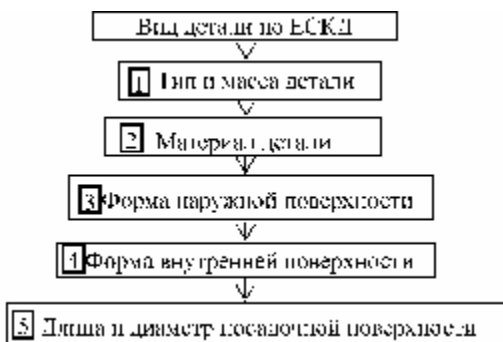 Вид детали по ЕСКД
1 Тип и масса детали
2 Материал детали
3 Форма наружной поверхности
4 Форма внутренней поверхности
5 Длина и диаметр посадочной поверхности